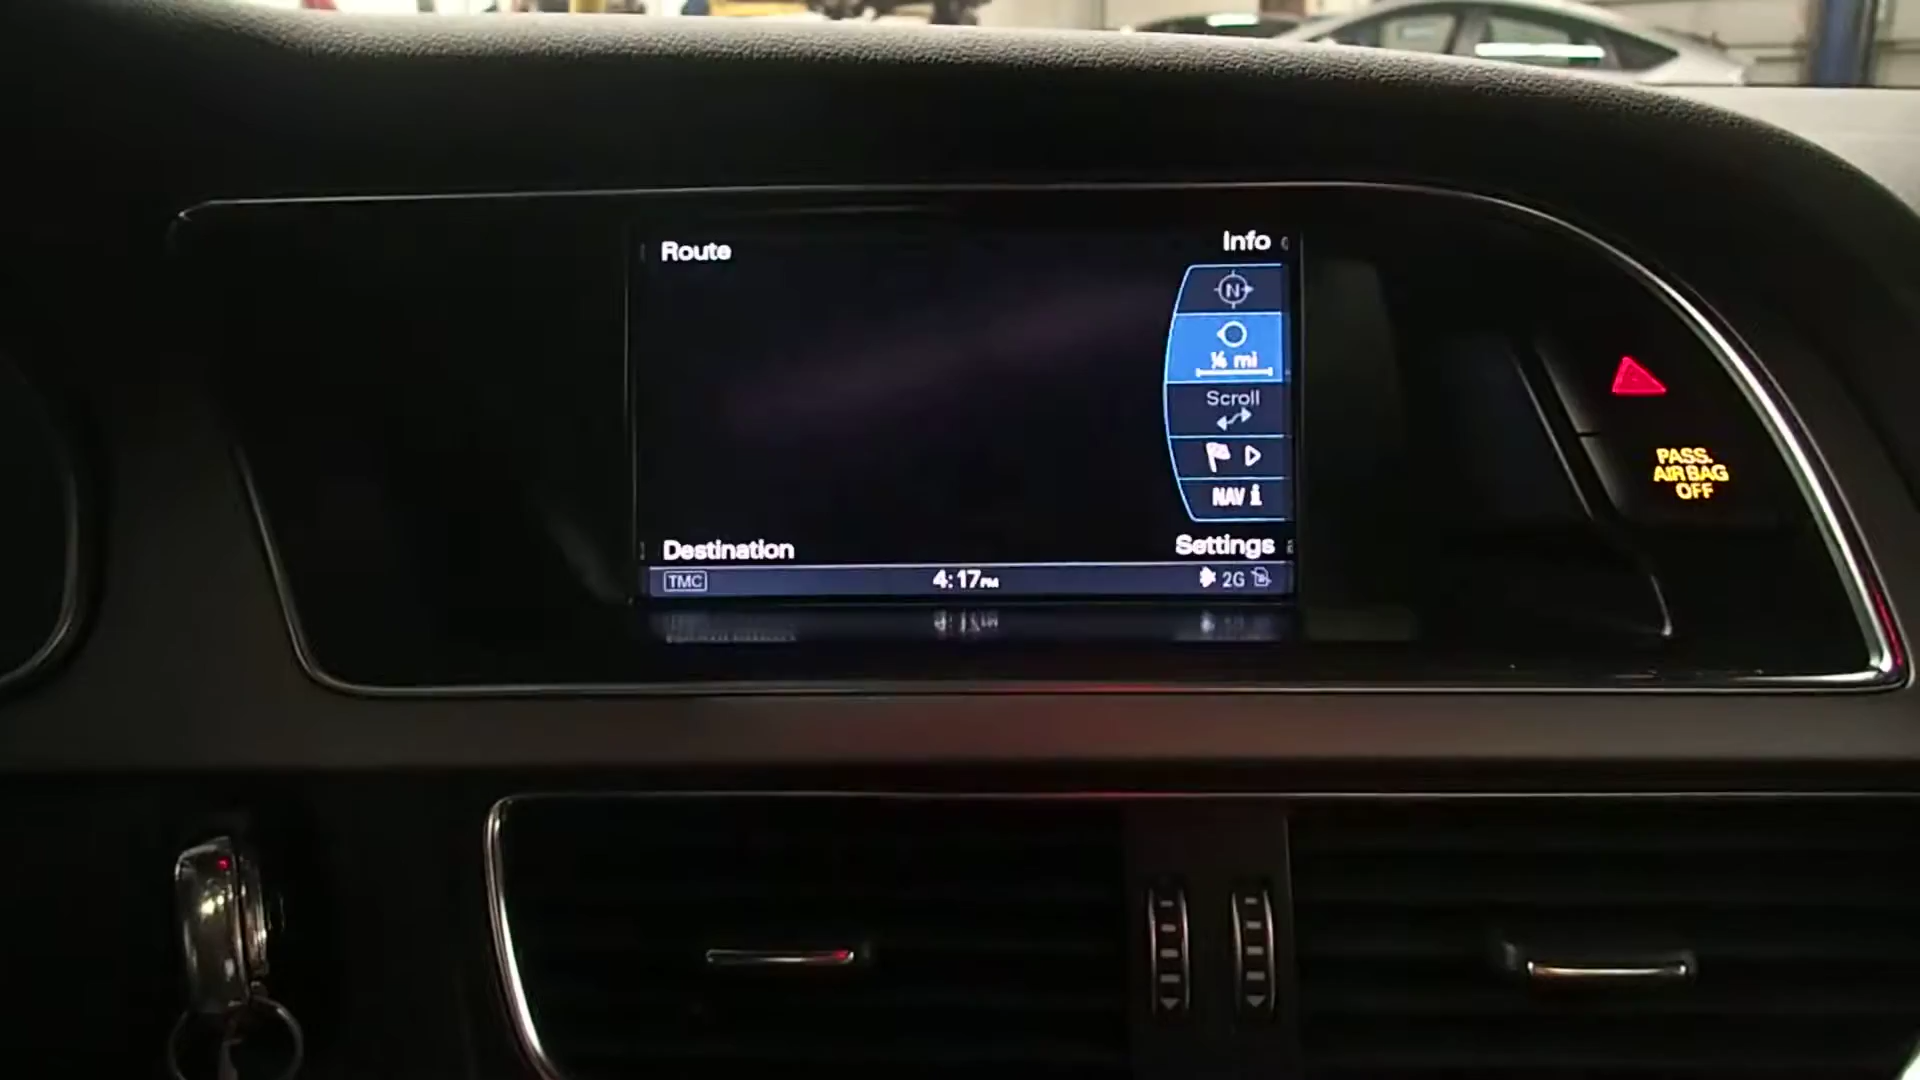 Route
Info
N
¼ mi
Scroll
NAV i
Destination
Settings
TMC
4:17PM
2G
PASS.
AIR BAG
OFF